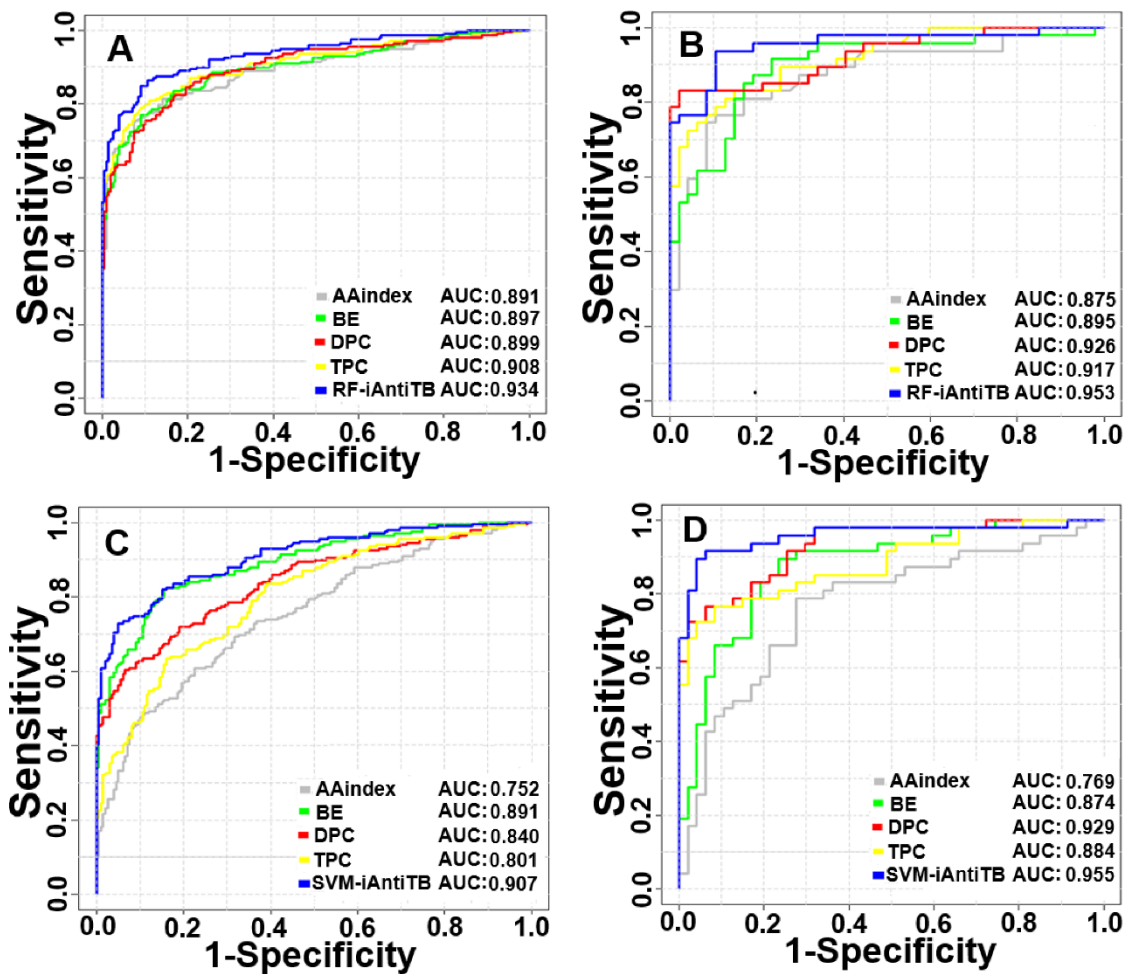 A
Sensitivity
1.0
0.8
0.6
0.4
0.2
0.0
AAindex AUC:0.891
BE AUC:0.897
DPC AUC:0.899
TPC AUC:0.908
RF-iAntiTB AUC:0.934
0.0 0.2 0.4 0.6 0.8 1.0
1-Specificity
B
Sensitivity
1.0
0.8
0.6
0.4
0.2
0.0
AAindex AUC:0.875
BE AUC:0.895
DPC AUC:0.926
TPC AUC:0.917
RF-iAntiTB AUC:0.953
0.0 0.2 0.4 0.6 0.8 1.0
1-Specificity
C
Sensitivity
1.0
0.8
0.6
0.4
0.2
0.0
AAindex AUC:0.752
BE AUC:0.891
DPC AUC:0.840
TPC AUC:0.801
SVM-iAntiTB AUC:0.907
0.0 0.2 0.4 0.6 0.8 1.0
1-Specificity
D
Sensitivity
1.0
0.8
0.6
0.4
0.2
0.0
AAindex AUC:0.769
BE AUC:0.874
DPC AUC:0.929
TPC AUC:0.884
SVM-iAntiTB AUC:0.955
0.0 0.2 0.4 0.6 0.8 1.0
1-Specificity